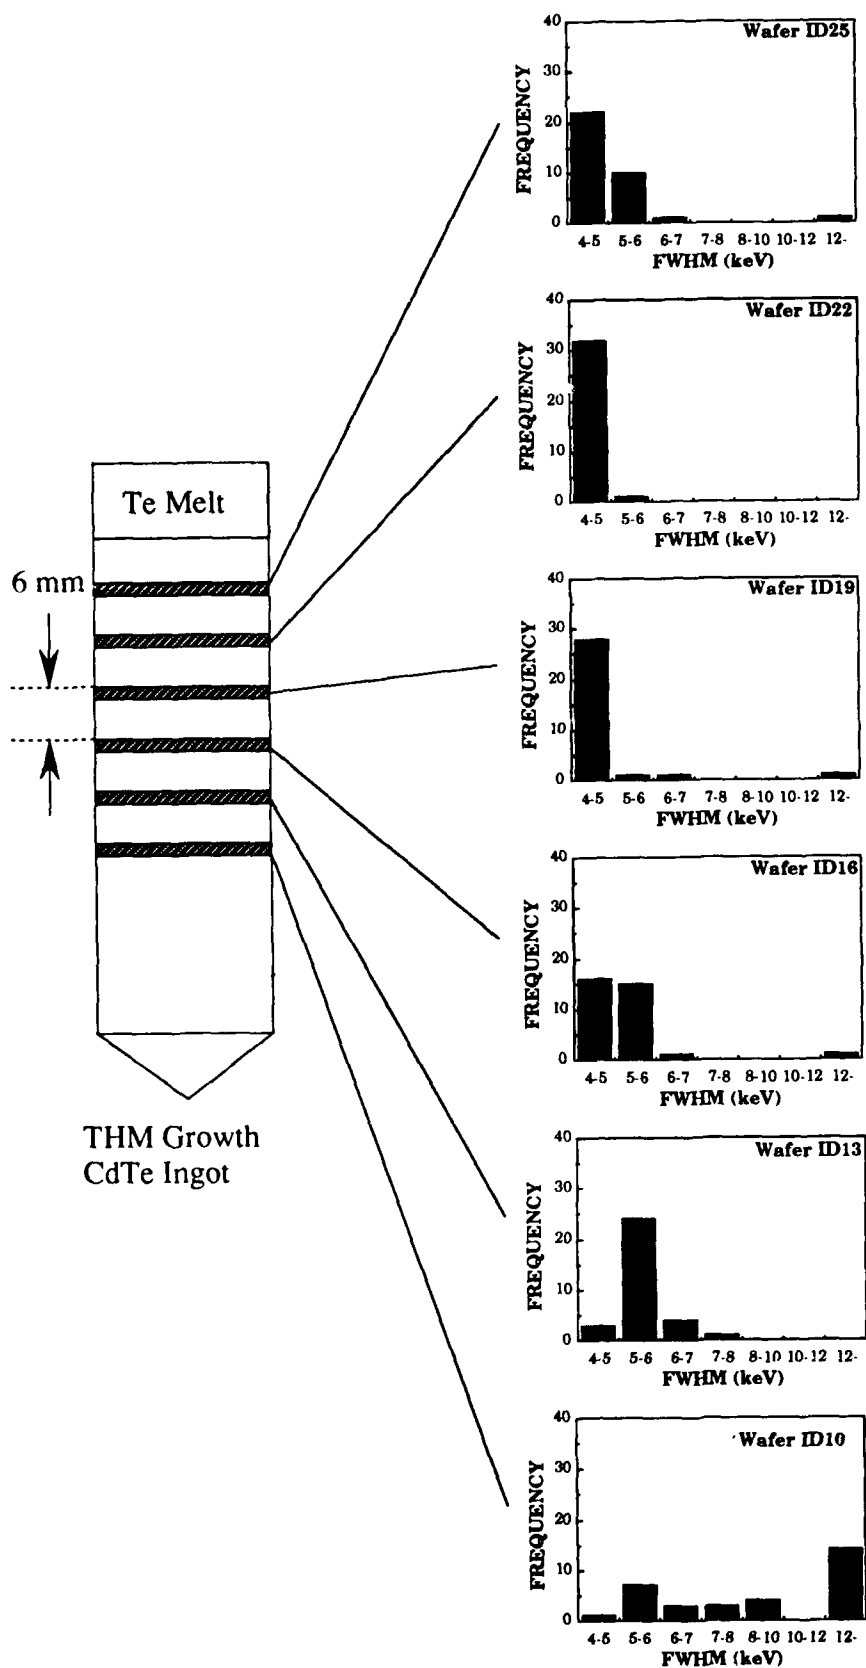 Te Melt
6 mm
THM Growth
CdTe Ingot
Wafer ID25
FREQUENCY
40
30
20
10
0
4-5 5-6 6-7 7-8 8-10 10-12 12-
FWHM (keV)
Wafer ID22
FREQUENCY
40
30
20
10
0
4-5 5-6 6-7 7-8 8-10 10-12 12-
FWHM (keV)
Wafer ID19
FREQUENCY
40
30
20
10
0
4-5 5-6 6-7 7-8 8-10 10-12 12-
FWHM (keV)
Wafer ID16
FREQUENCY
40
30
20
10
0
4-5 5-6 6-7 7-8 8-10 10-12 12-
FWHM (keV)
Wafer ID13
FREQUENCY
40
30
20
10
0
4-5 5-6 6-7 7-8 8-10 10-12 12-
FWHM (keV)
Wafer ID10
FREQUENCY
40
30
20
10
0
4-5 5-6 6-7 7-8 8-10 10-12 12-
FWHM (keV)